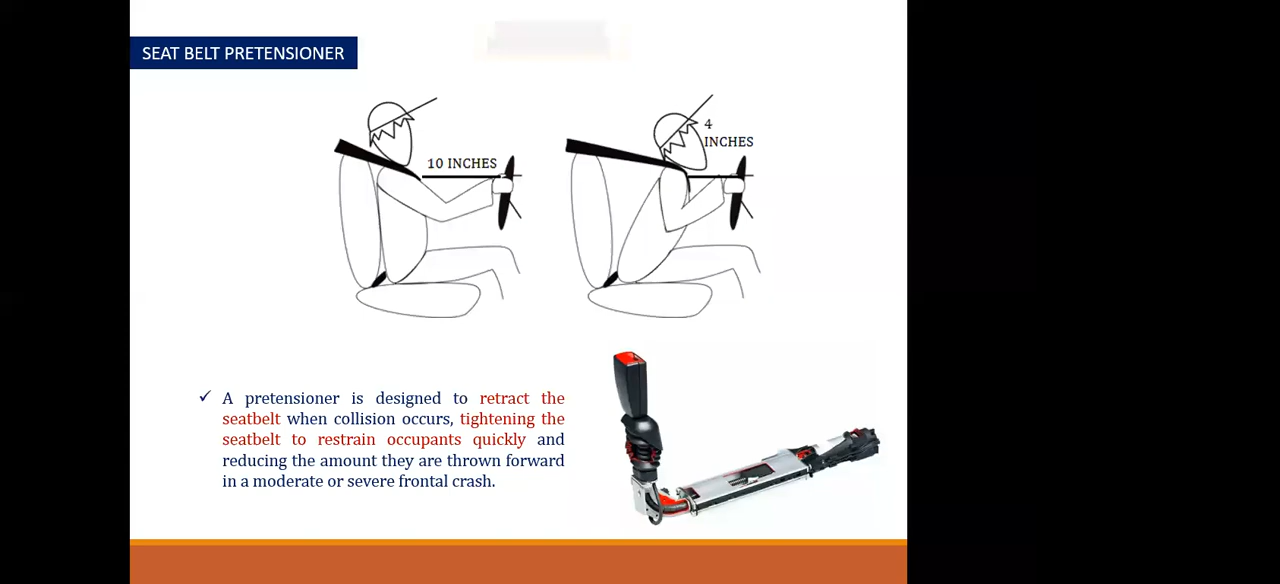 SEAT BELT PRETENSIONER
10 INCHES
4
INCHES
✓ A pretensioner is designed to retract the
seatbelt when collision occurs, tightening the
seatbelt to restrain occupants quickly and
reducing the amount they are thrown forward
in a moderate or severe frontal crash.